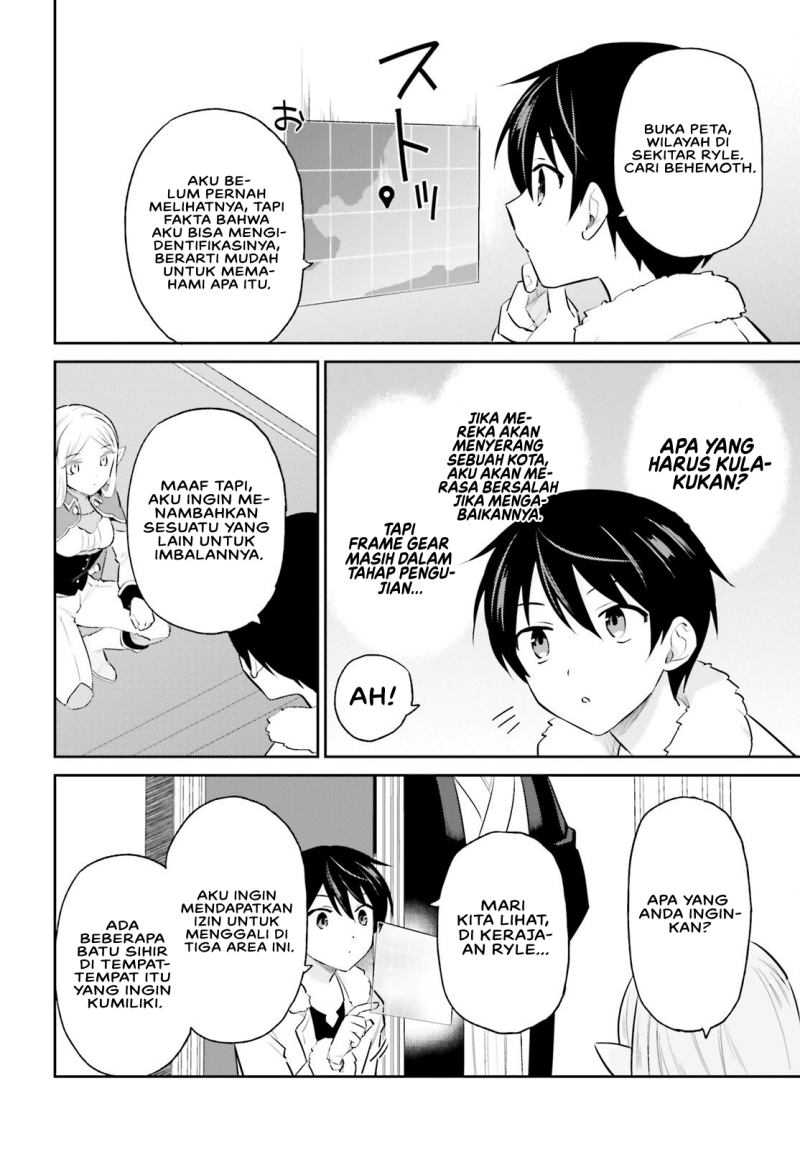 BUKA PETA,
WILAYAH DI
SEKITAR RYLE.
CARI BEHEMOTH.
ストッ
お
AKU BE-
LUM PERNAH
MELIHATNYA, TAPI
FAKTA BAHWA
AKU BISA MENGI-
DENTIFIKASINYA,
BERARTI MUDAH
UNTUK MEMA-
HAMI APA ITU.
APA YANG
HARUS KULA-
KUKAN?
JIKA ME-
REKA AKAN
MENYERANG
SEBUAH KOTA,
AKU AKAN ME-
RASA BERSALAH
JIKA MENGA-
BAIKANNYA.
TAPI
FRAME GEAR
MASIH DALAM
TAHAP PENGU-
JIAN...
AH!
MAAF TAPI,
AKU INGIN ME-
NAMBAHKAN
SESUATU YANG
LAIN UNTUK
IMBALANNYA.
APA YANG
ANDA INGIN-
KAN?
MARI
KITA LIHAT,
DI KERAJA-
AN RYLE...
AKU INGIN
MENDAPATKAN
IZIN UNTUK
MENGGALI DI
TIGA AREA INI.
ADA
BEBERAPA
BATU SIHIR
DI TEMPAT-
TEMPAT ITU
YANG INGIN
KUMILIKI.